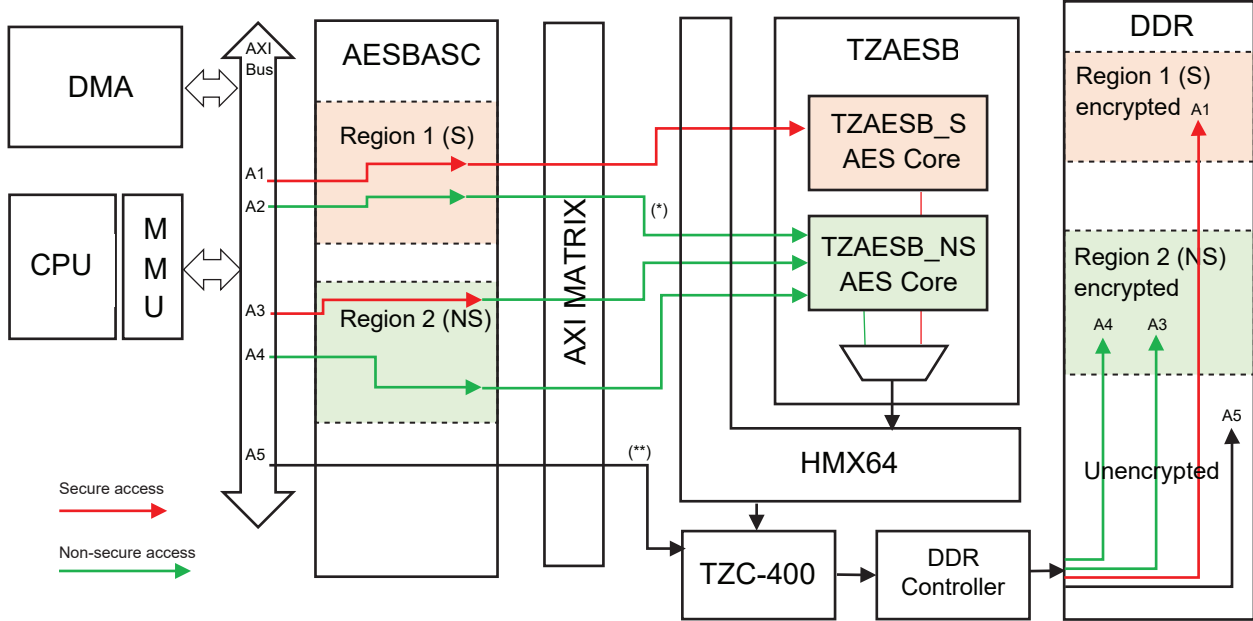 DMA
CPU
M
M
U
AXI
Bus
A1
A2
A3
A4
A5
Secure access
Non-secure access
AESBASC
Region 1 (S)
Region 2 (NS)
AXI MATRIX
(*)
(**)
TZAESB
TZAESB_S
AES Core
TZAESB_NS
AES Core
HMX64
TZC-400
DDR
Controller
DDR
Region 1 (S)
encrypted
A1
Region 2 (NS)
encrypted
A4
A3
A5
Unencrypted